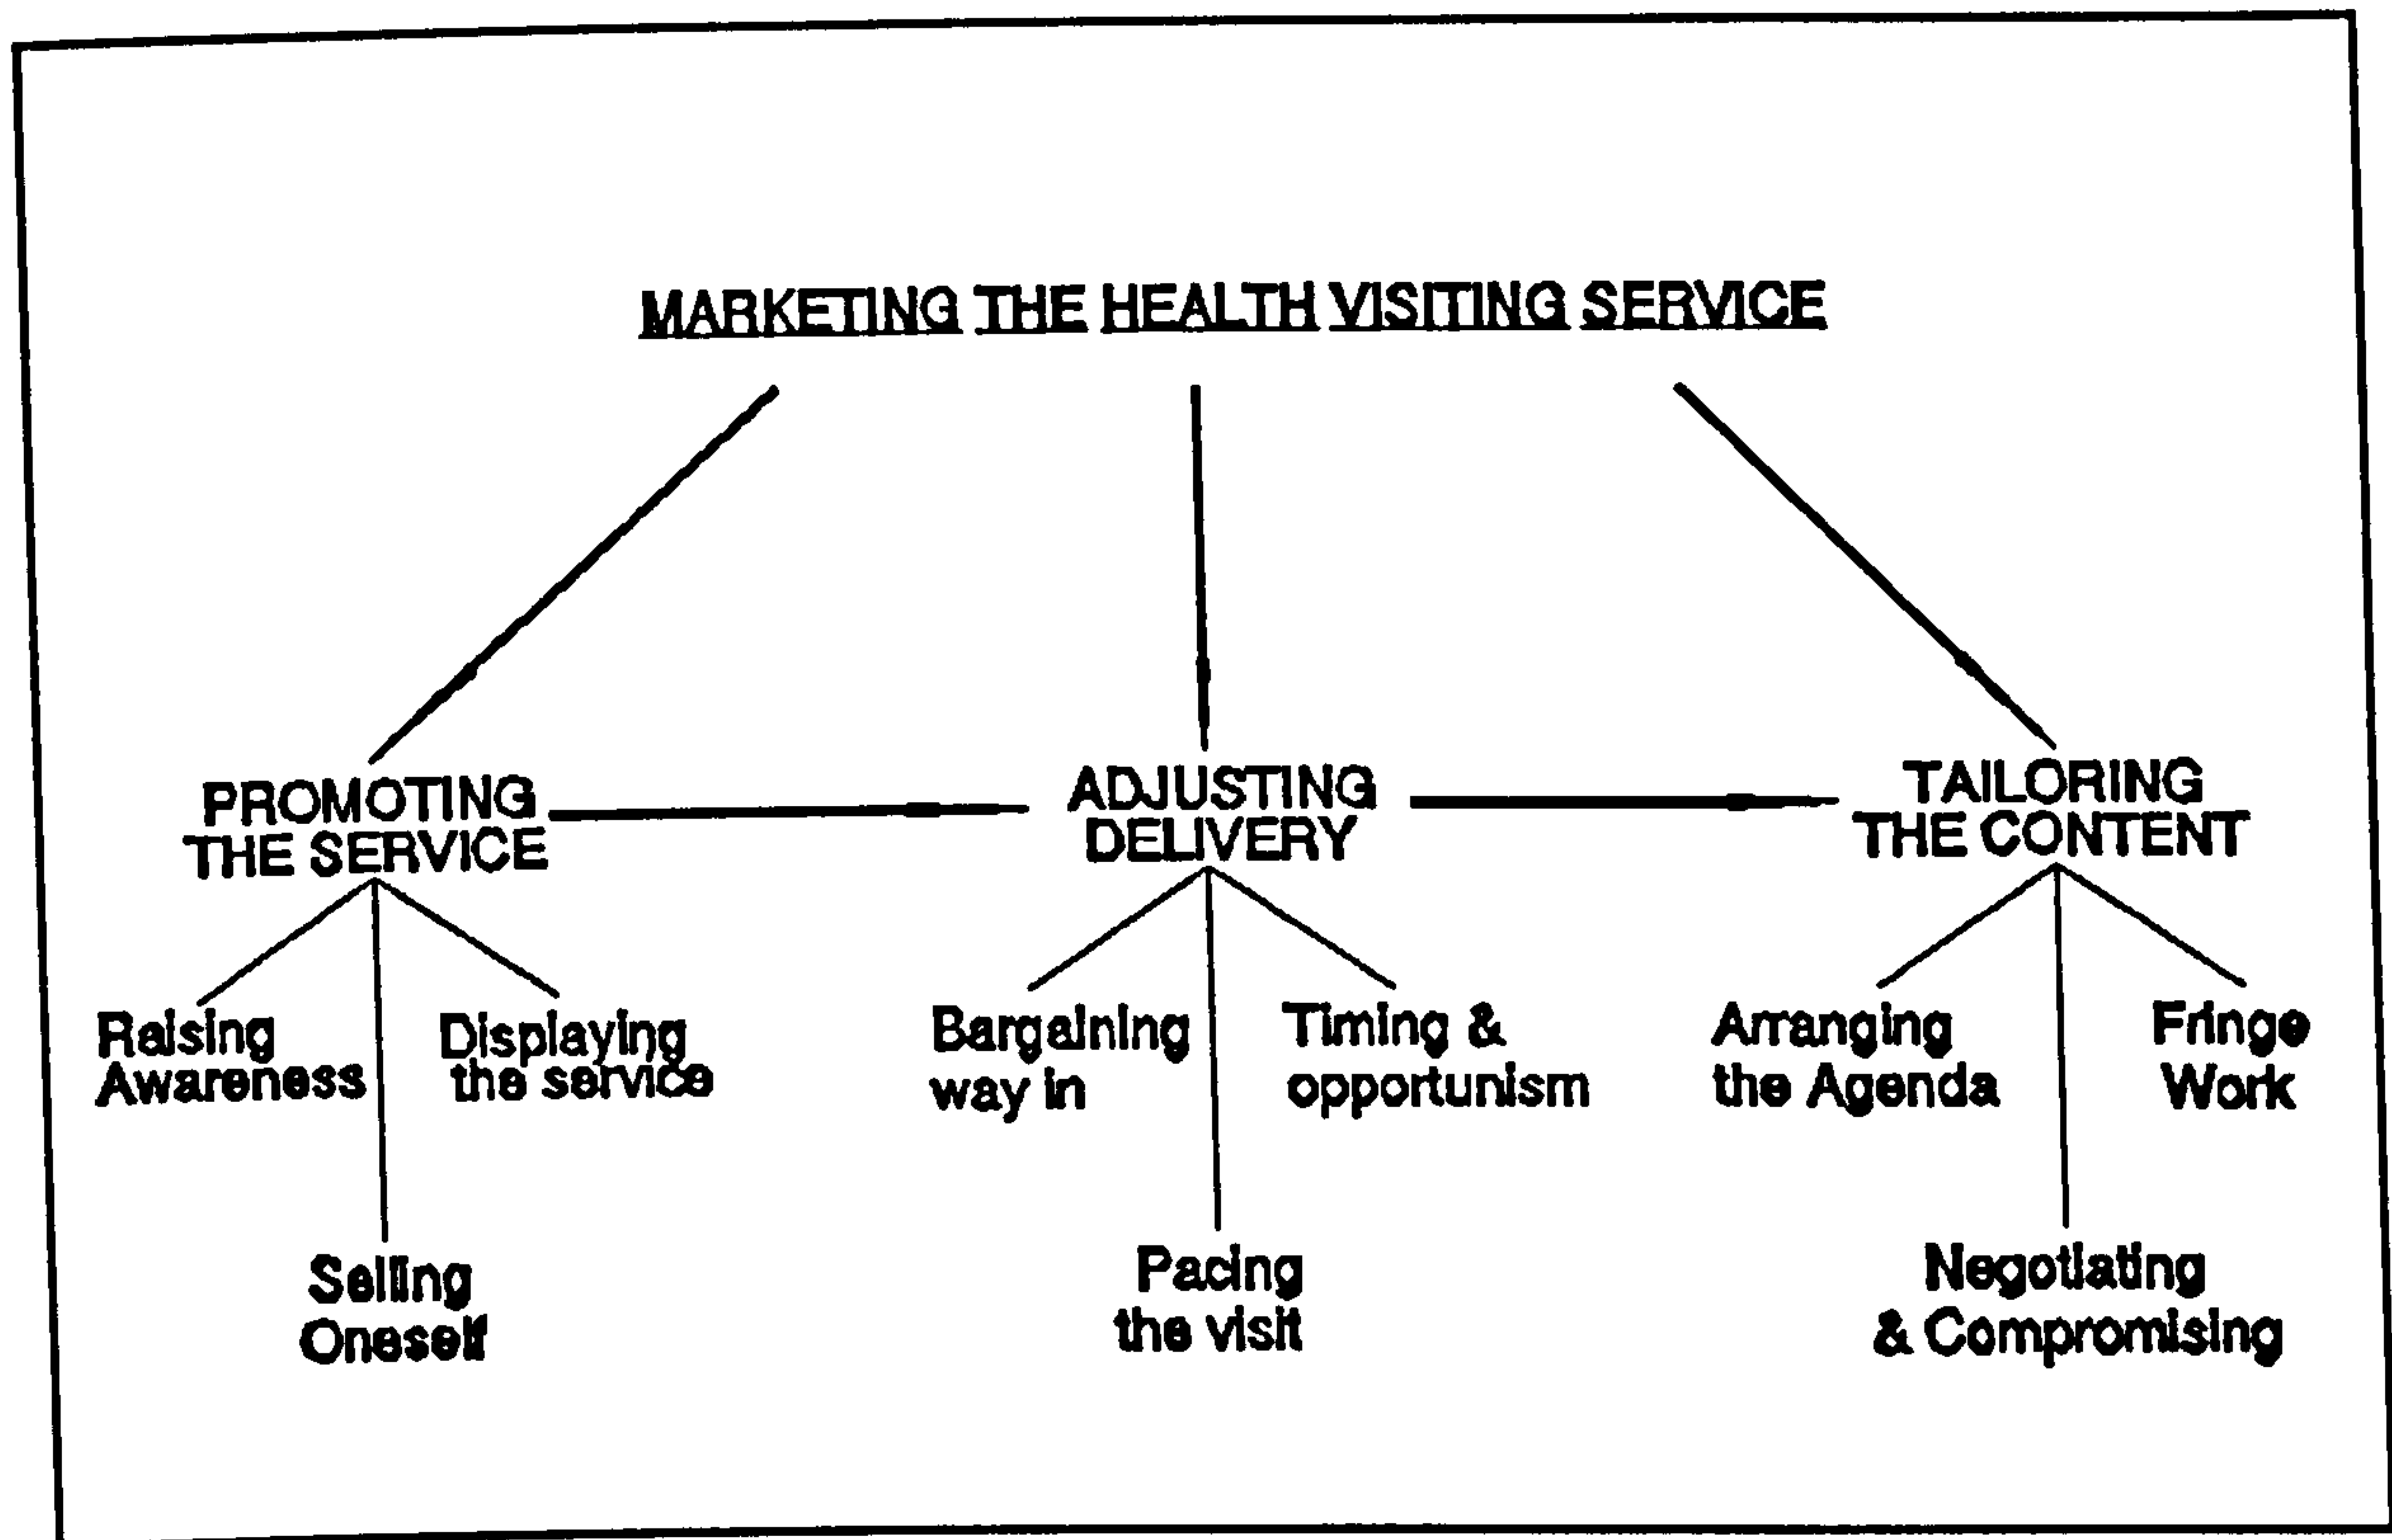 MARKETING THE HEALTH VISITING SERVICE
PROMOTING
THE SERVICE
ADJUSTING
DELIVERY
TAILORING
THE CONTENT
Raising
Awareness
Displaying
the service
Bargaining
way in
Timing &
opportunism
Arranging
the Agenda
Fringe
Work
Selling
Oneself
Pacing
the visit
Negotiating
& Compromising